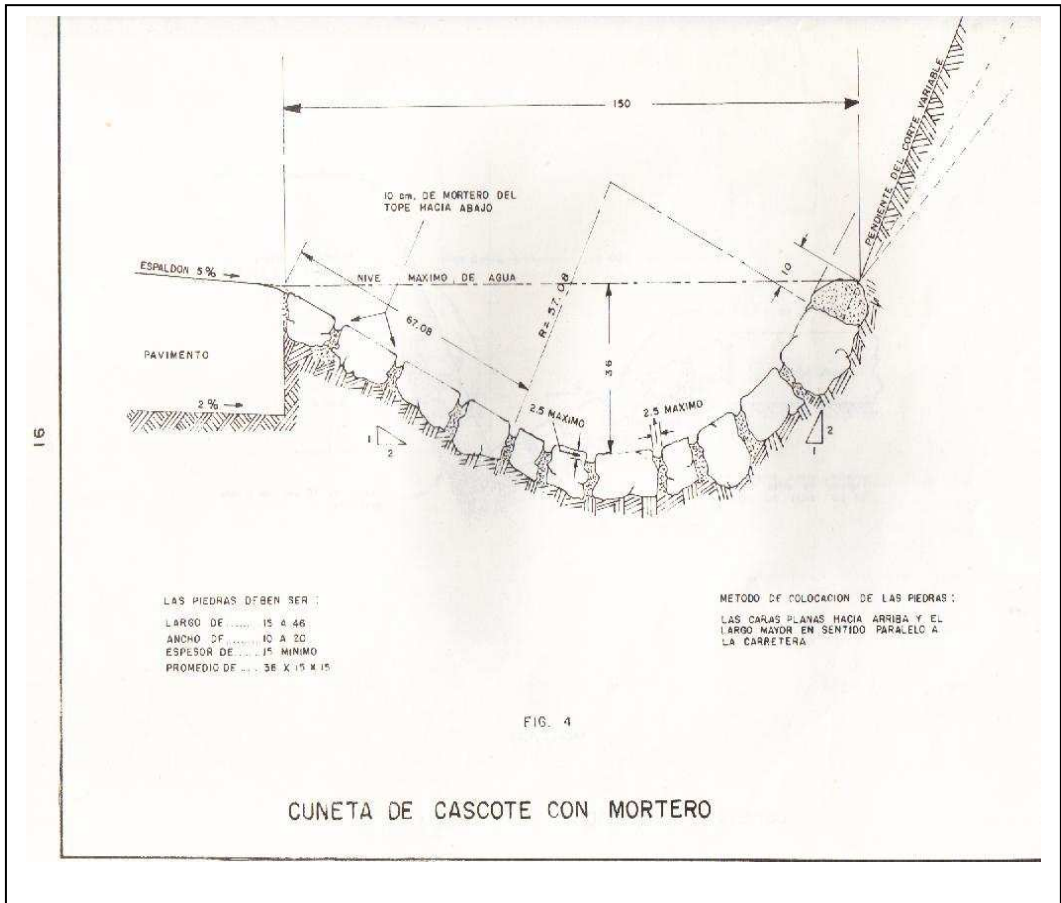 150
PENDIENTE DEL CORTE VARIABLE
10 cm. DE MORTERO DEL
TOPE HACIA ABAJO
10
ESPALDON 5 %
NIVE MAXIMO DE AGUA
67.08
R= 57.08
36
PAVIMENTO
2.5 MAXIMO
2.5 MAXIMO
2 %
1
2
2
1
16
LAS PIEDRAS DEBEN SER :
LARGO DE ...... 15 A 46
ANCHO DE ....... 10 A 20
ESPESOR DE ..... 15 MINIMO
PROMEDIO DE .... 38 X 15 X 15
METODO DE COLOCACION DE LAS PIEDRAS :
LAS CARAS PLANAS HACIA ARRIBA Y EL
LARGO MAYOR EN SENTIDO PARALELO A
LA CARRETERA
FIG. 4
CUNETA DE CASCOTE CON MORTERO